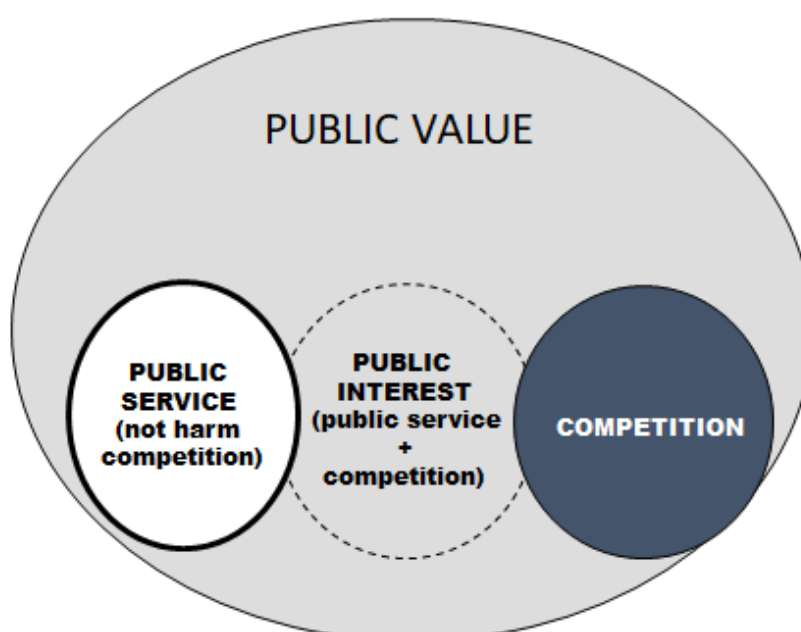 PUBLIC VALUE
PUBLIC
SERVICE
(not harm
competition)
PUBLIC
INTEREST
(public service
+
competition)
COMPETITION